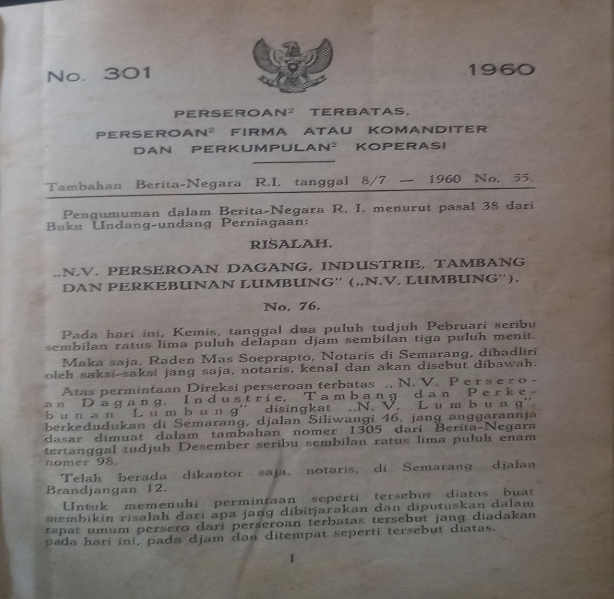 No. 301
1960
PERSEROAN² TERBATAS,
PERSEROAN² FIRMA ATAU KOMANDITER
DAN PERKUMPULAN² KOPERASI
Tambahan Berita-Negara R.I. tanggal 8/7 — 1960 No. 55.
Pengumuman dalam Berita-Negara R. I. menurut pasal 38 dari
Buku Undang-undang Perniagaan:
RISALAH.
„N.V. PERSEROAN DAGANG, INDUSTRIE, TAMBANG
DAN PERKEBUNAN LUMBUNG” („N.V. LUMBUNG”).
No. 76.
Pada hari ini, Kemis, tanggal dua puluh tudjuh Pebruari seribu
sembilan ratus lima puluh delapan djam sembilan tiga puluh menit.
Maka saja, Raden Mas Soeprapto, Notaris di Semarang, dihadliri
oleh saksi-saksi jang saja, notaris, kenal dan akan disebut dibawah.
Atas permintaan Direksi perseroan terbatas „N.V. Persero-
an Dagang, Industrie, Tambang dan Perke-
bunan Lumbung” disingkat „N.V. Lumbung”,
berkedudukan di Semarang, djalan Siliwangi 46, jang anggarannja
dasar dimuat dalam tambahan nomer 1305 dari Berita-Negara
tertanggal tudjuh Desember seribu sembilan ratus lima puluh enam
nomer 98.
Telah berada dikantor saja, notaris, di Semarang, djalan
Brandjangan 12.
Untuk memenuhi permintaan seperti tersebut diatas buat
membikin risalah dari apa jang dibitjarakan dan diputuskan dalam
rapat umum persero dari perseroan terbatas tersebut jang diadakan
pada hari ini, pada djam dan ditempat seperti tersebut diatas.
1